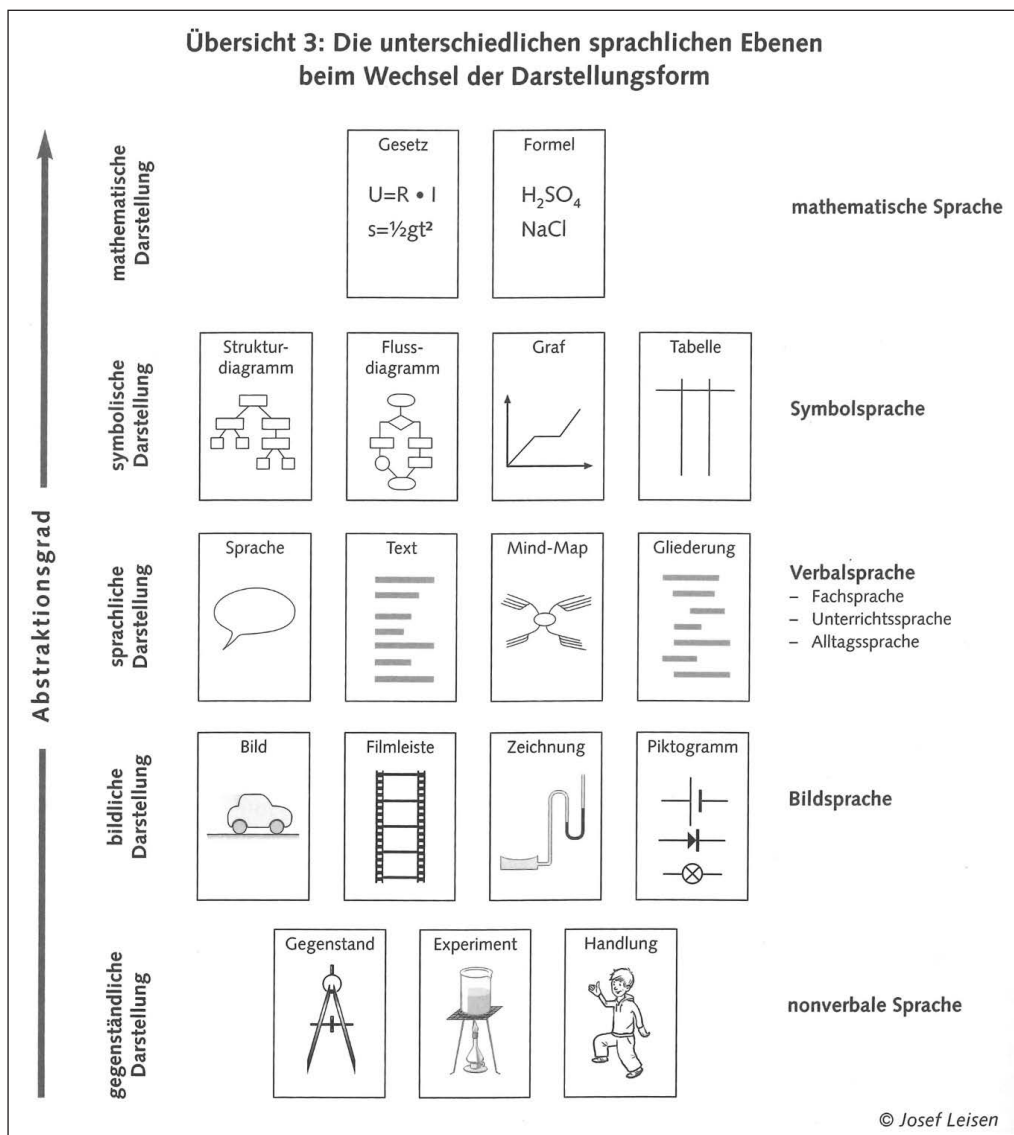 Übersicht 3: Die unterschiedlichen sprachlichen Ebenen
beim Wechsel der Darstellungsform
Abstraktionsgrad
mathematische
Darstellung
Gesetz
U=R • I
s=½gt²
Formel
H₂SO₄
NaCl
mathematische Sprache
symbolische
Darstellung
Struktur-
diagramm
Fluss-
diagramm
Graf
Tabelle
Symbolsprache
sprachliche
Darstellung
Sprache
Text
Mind-Map
Gliederung
Verbalsprache
– Fachsprache
– Unterrichtssprache
– Alltagssprache
bildliche
Darstellung
Bild
Filmleiste
Zeichnung
Piktogramm
Bildsprache
gegenständliche
Darstellung
Gegenstand
Experiment
Handlung
nonverbale Sprache
© Josef Leisen